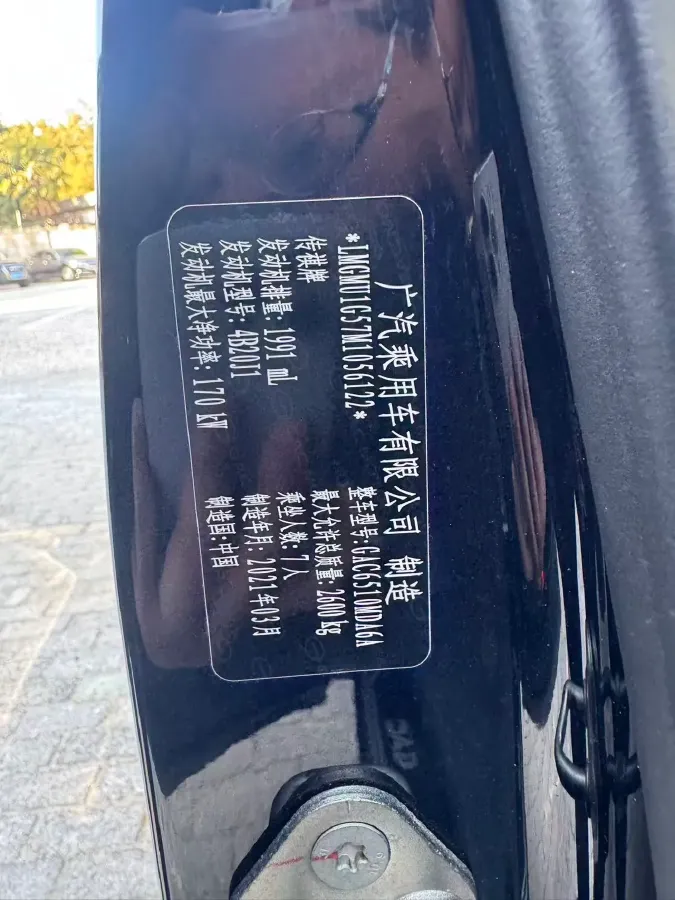 广汽乘用车有限公司 制造
*LMGMU1G57M1056122* 整车型号:GAC6510MDA6A
传祺牌 最大允许总质量:2600kg
发动机排量:1991 mL 乘坐人数:7人
发动机型号:4B20J1 制造年月:2021年03月
发动机最大净功率:170 kW 制造国:中国